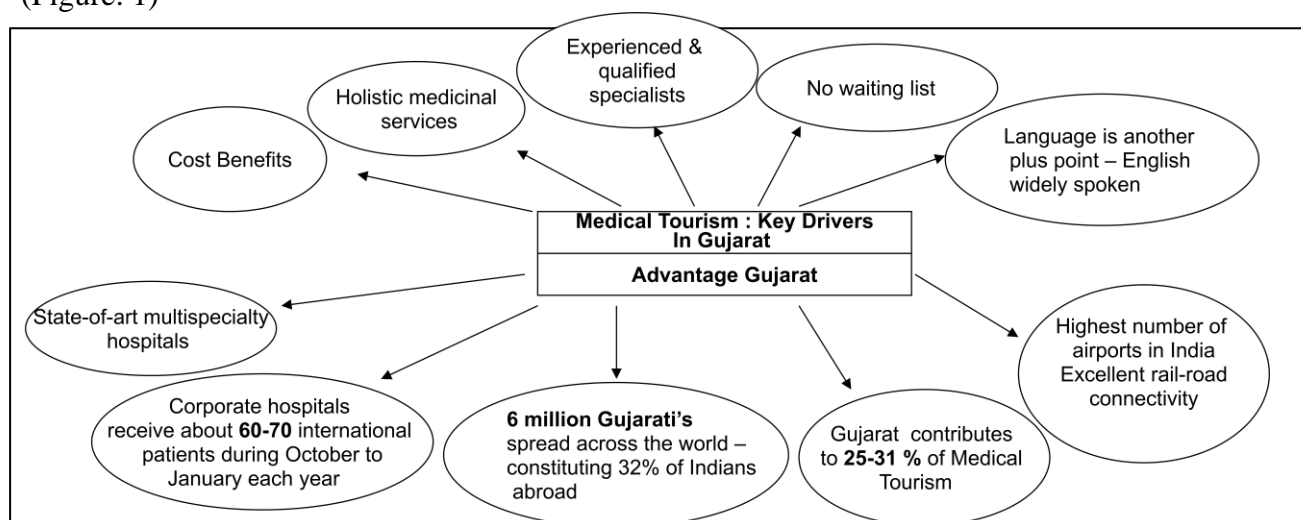 (Figure: 1)
Experienced &
qualified
specialists
Holistic medicinal
services
No waiting list
Cost Benefits
Language is another
plus point – English
widely spoken
Medical Tourism : Key Drivers
In Gujarat
Advantage Gujarat
State-of-art multispecialty
hospitals
Highest number of
airports in India
Excellent rail-road
connectivity
Corporate hospitals
receive about 60-70 international
patients during October to
January each year
6 million Gujarati's
spread across the world –
constituting 32% of Indians
abroad
Gujarat contributes
to 25-31 % of Medical
Tourism